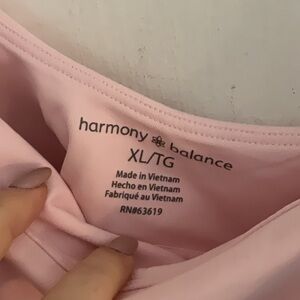 harmony balance
XL/TG
Made in Vietnam
Hecho en Vietnam
Fabriqué au Vietnam
RN#63619